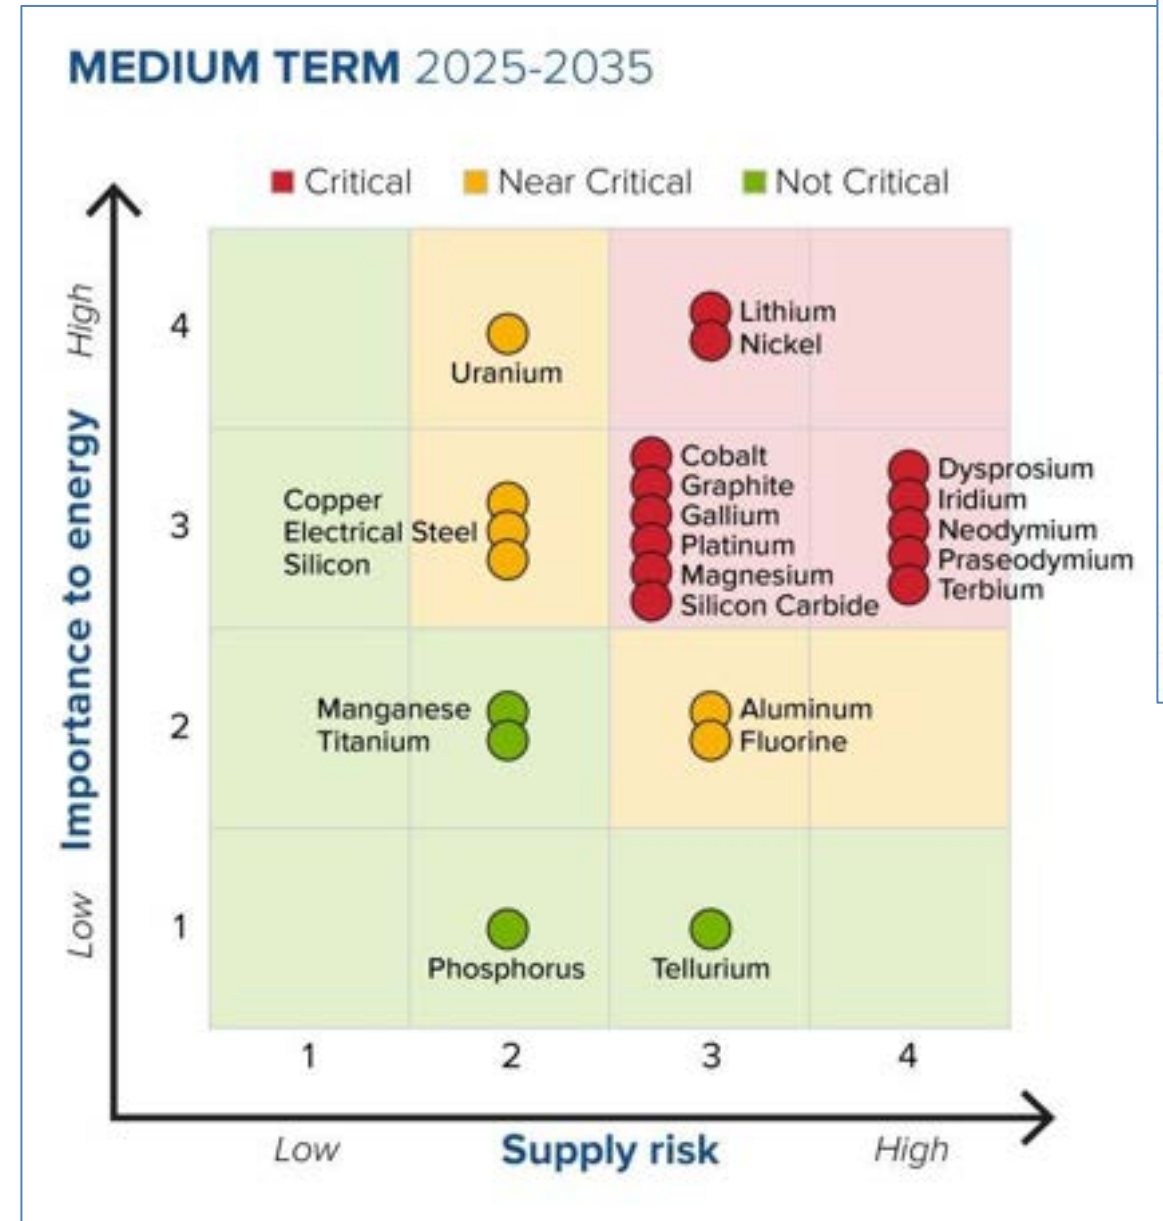 MEDIUM TERM 2025-2035
Critical Near Critical Not Critical
High
Importance to energy
Low
4
3
2
1
Uranium
Lithium
Nickel
Copper
Electrical Steel
Silicon
Cobalt
Graphite
Gallium
Platinum
Magnesium
Silicon Carbide
Dysprosium
Iridium
Neodymium
Praseodymium
Terbium
Manganese
Titanium
Aluminum
Fluorine
Phosphorus
Tellurium
1 2 3 4
Low Supply risk High